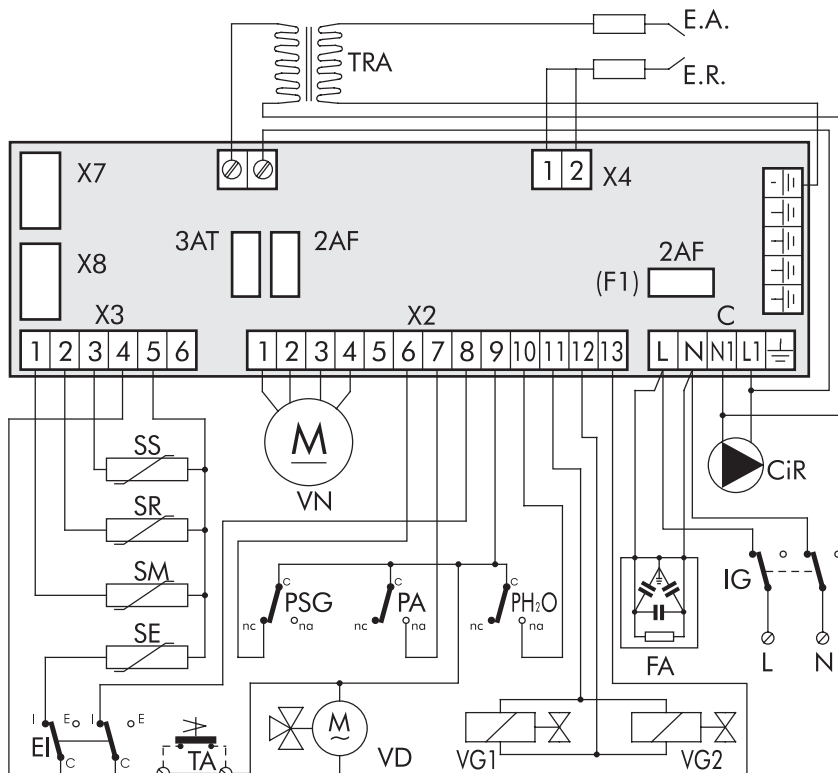 E.A.
TRA
E.R.
X7
1 2 X4
X8
3AT 2AF
2AF
(F1)
X3
X2
C
1 2 3 4 5 6
1 2 3 4 5 6 7 8 9 10 11 12 13
L N N1 L1
SS
M
VN
CiR
SR
SM
SE
C PSG nc na
C PA nc na
C PH₂O nc na
IG
FA
L N
I E I E
EI
C C
TA
M
~
VD
VG1
VG2